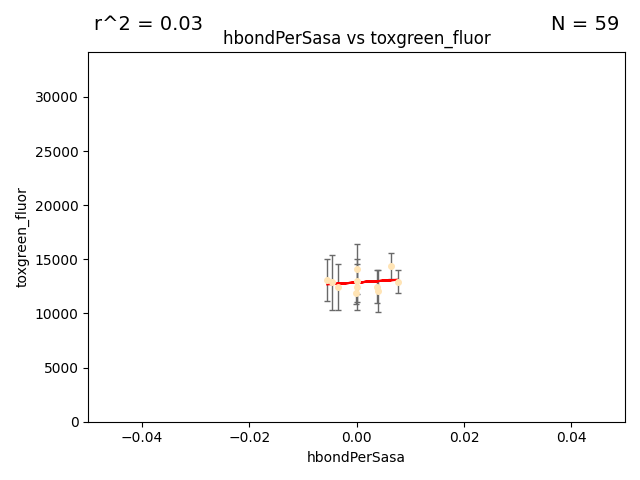 r^2 = 0.03
N = 59
hbondPerSasa vs toxgreen_fluor
30000
25000
20000
15000
10000
5000
0
toxgreen_fluor
−0.04
−0.02
0.00
0.02
0.04
hbondPerSasa